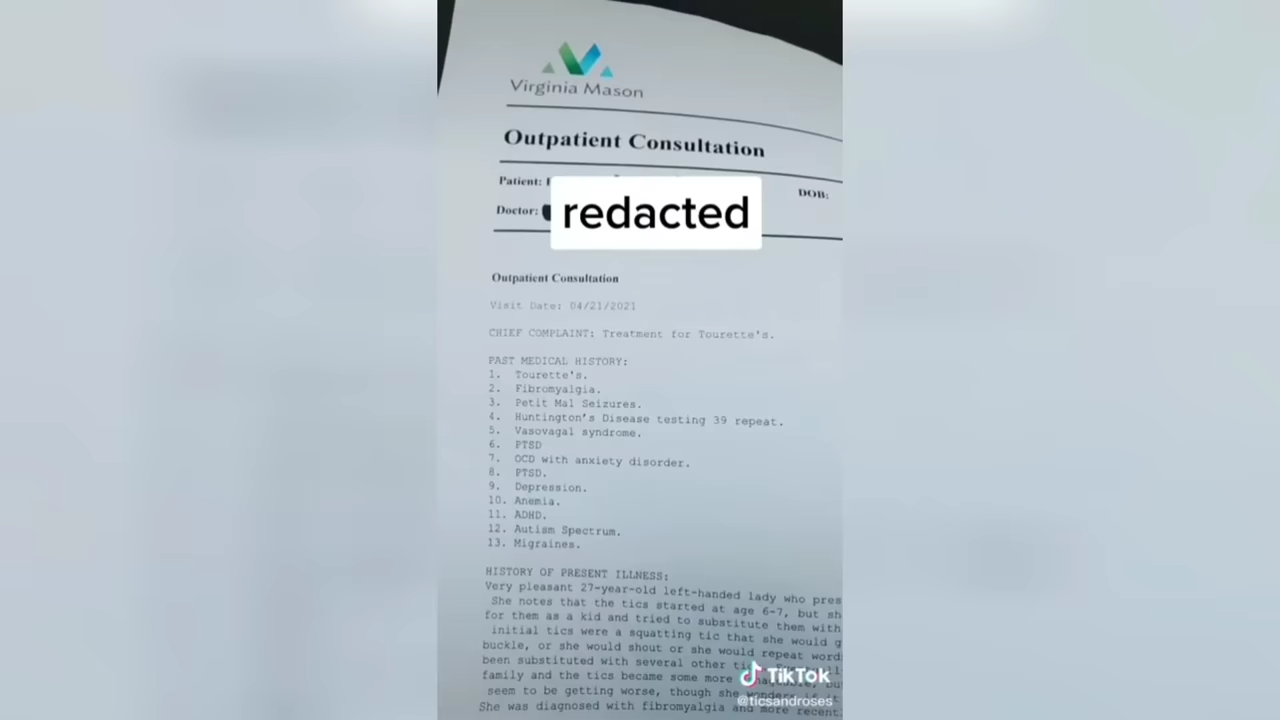 Virginia Mason
Outpatient Consultation
Patient:
DOB:
Doctor:
redacted
Outpatient Consultation
Visit Date: 04/21/2021
CHIEF COMPLAINT: Treatment for Tourette's.
PAST MEDICAL HISTORY:
1. Tourette's.
2. Fibromyalgia.
3. Petit Mal Seizures.
4. Huntington's Disease testing 39 repeat.
5. Vasovagal syndrome.
6. PTSD
7. OCD with anxiety disorder.
8. PTSD.
9. Depression.
10. Anemia.
11. ADHD.
12. Autism Spectrum.
13. Migraines.
HISTORY OF PRESENT ILLNESS:
Very pleasant 27-year-old left-handed lady who pres
She notes that the tics started at age 6-7, but sh
for them as a kid and tried to substitute them with
initial tics were a squatting tic that she would g
buckle, or she would shout or she would repeat word
been substituted with several other
family and the tics became some more
seem to be getting worse, though she wonders if it
She was diagnosed with fibromyalgia and more recent
TikTok
@ticsandroses